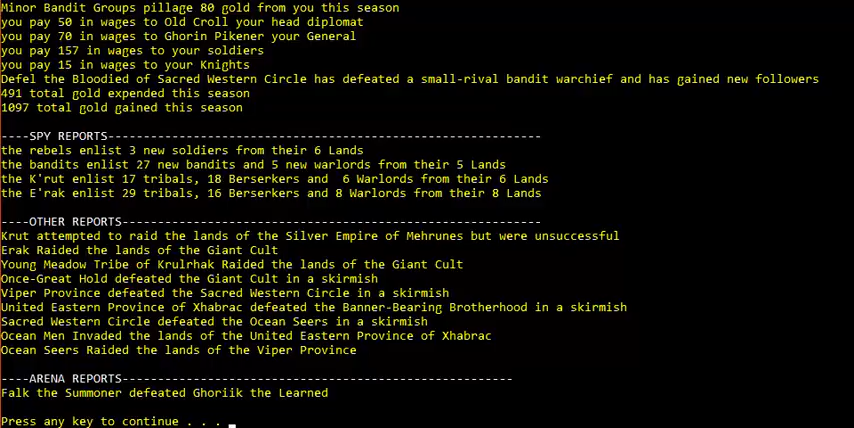 Minor Bandit Groups pillage 80 gold from you this season
you pay 50 in wages to Old Croll your head diplomat
you pay 70 in wages to Ghorin Pikener your General
you pay 157 in wages to your soldiers
you pay 15 in wages to your Knights
Defel the Bloodied of Sacred Western Circle has defeated a small-rival bandit warchief and has gained new followers
491 total gold expended this season
1097 total gold gained this season
----SPY REPORTS------------------------------------------------------
the rebels enlist 3 new soldiers from their 6 Lands
the bandits enlist 27 new bandits and 5 new warlords from their 5 Lands
the K'rut enlist 17 tribals, 18 Berserkers and  6 Warlords from their 6 Lands
the E'rak enlist 29 tribals, 16 Berserkers and 8 Warlords from their 8 Lands
----OTHER REPORTS----------------------------------------------------
Krut attempted to raid the lands of the Silver Empire of Mehrunes but were unsuccessful
Erak Raided the lands of the Giant Cult
Young Meadow Tribe of Krulrhak Raided the lands of the Giant Cult
Once-Great Hold defeated the Giant Cult in a skirmish
Viper Province defeated the Sacred Western Circle in a skirmish
United Eastern Province of Xhabrac defeated the Banner-Bearing Brotherhood in a skirmish
Sacred Western Circle defeated the Ocean Seers in a skirmish
Ocean Men Invaded the lands of the United Eastern Province of Xhabrac
Ocean Seers Raided the lands of the Viper Province
----ARENA REPORTS------------------------------------------------
Falk the Summoner defeated Ghoriik the Learned
Press any key to continue . . .